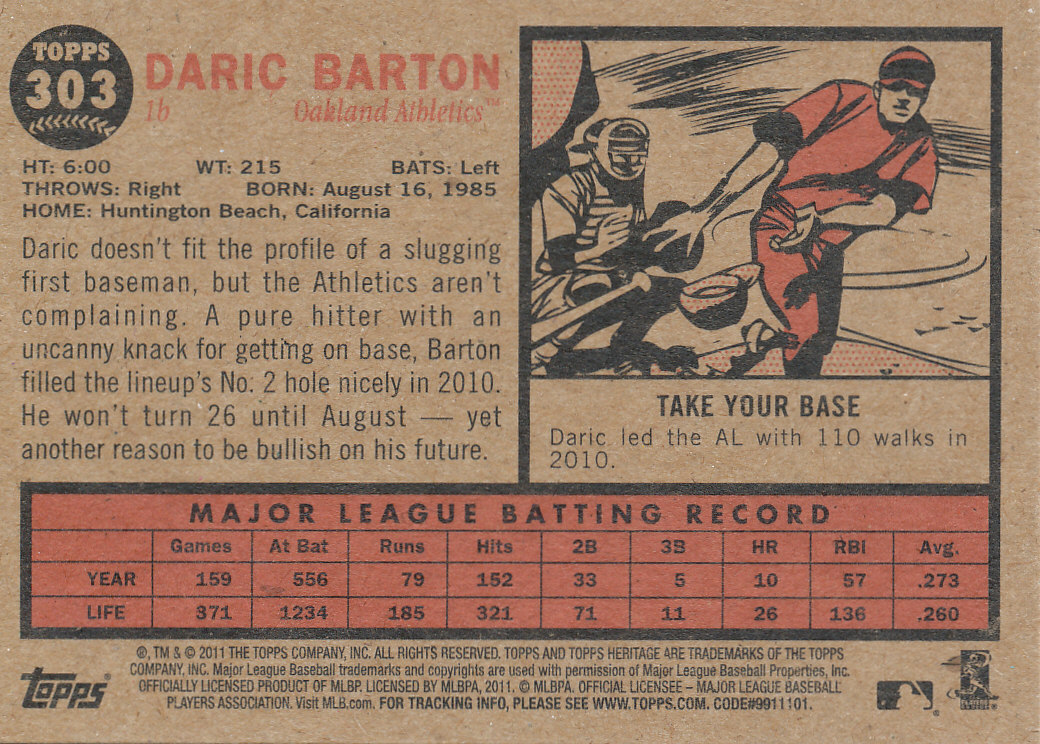 TOPPS
303
DARIC BARTON
1b Oakland Athletics™
HT: 6:00 WT: 215 BATS: Left
THROWS: Right BORN: August 16, 1985
HOME: Huntington Beach, California
Daric doesn't fit the profile of a slugging
first baseman, but the Athletics aren't
complaining. A pure hitter with an
uncanny knack for getting on base, Barton
filled the lineup's No. 2 hole nicely in 2010.
He won't turn 26 until August — yet
another reason to be bullish on his future.
TAKE YOUR BASE
Daric led the AL with 110 walks in
2010.
MAJOR LEAGUE BATTING RECORD
Games At Bat Runs Hits 2B 3B HR RBI Avg.
YEAR 159 556 79 152 33 5 10 57 .273
LIFE 371 1234 185 321 71 11 26 136 .260
®, TM & © 2011 THE TOPPS COMPANY, INC. ALL RIGHTS RESERVED. TOPPS AND TOPPS HERITAGE ARE TRADEMARKS OF THE TOPPS
COMPANY, INC. Major League Baseball trademarks and copyrights are used with permission of Major League Baseball Properties, Inc.
OFFICIALLY LICENSED PRODUCT OF MLBP. LICENSED BY MLBPA, 2011. © MLBPA. OFFICIAL LICENSEE – MAJOR LEAGUE BASEBALL
PLAYERS ASSOCIATION. Visit MLB.com. FOR TRACKING INFO, PLEASE SEE WWW.TOPPS.COM. CODE#9911101.
topps®